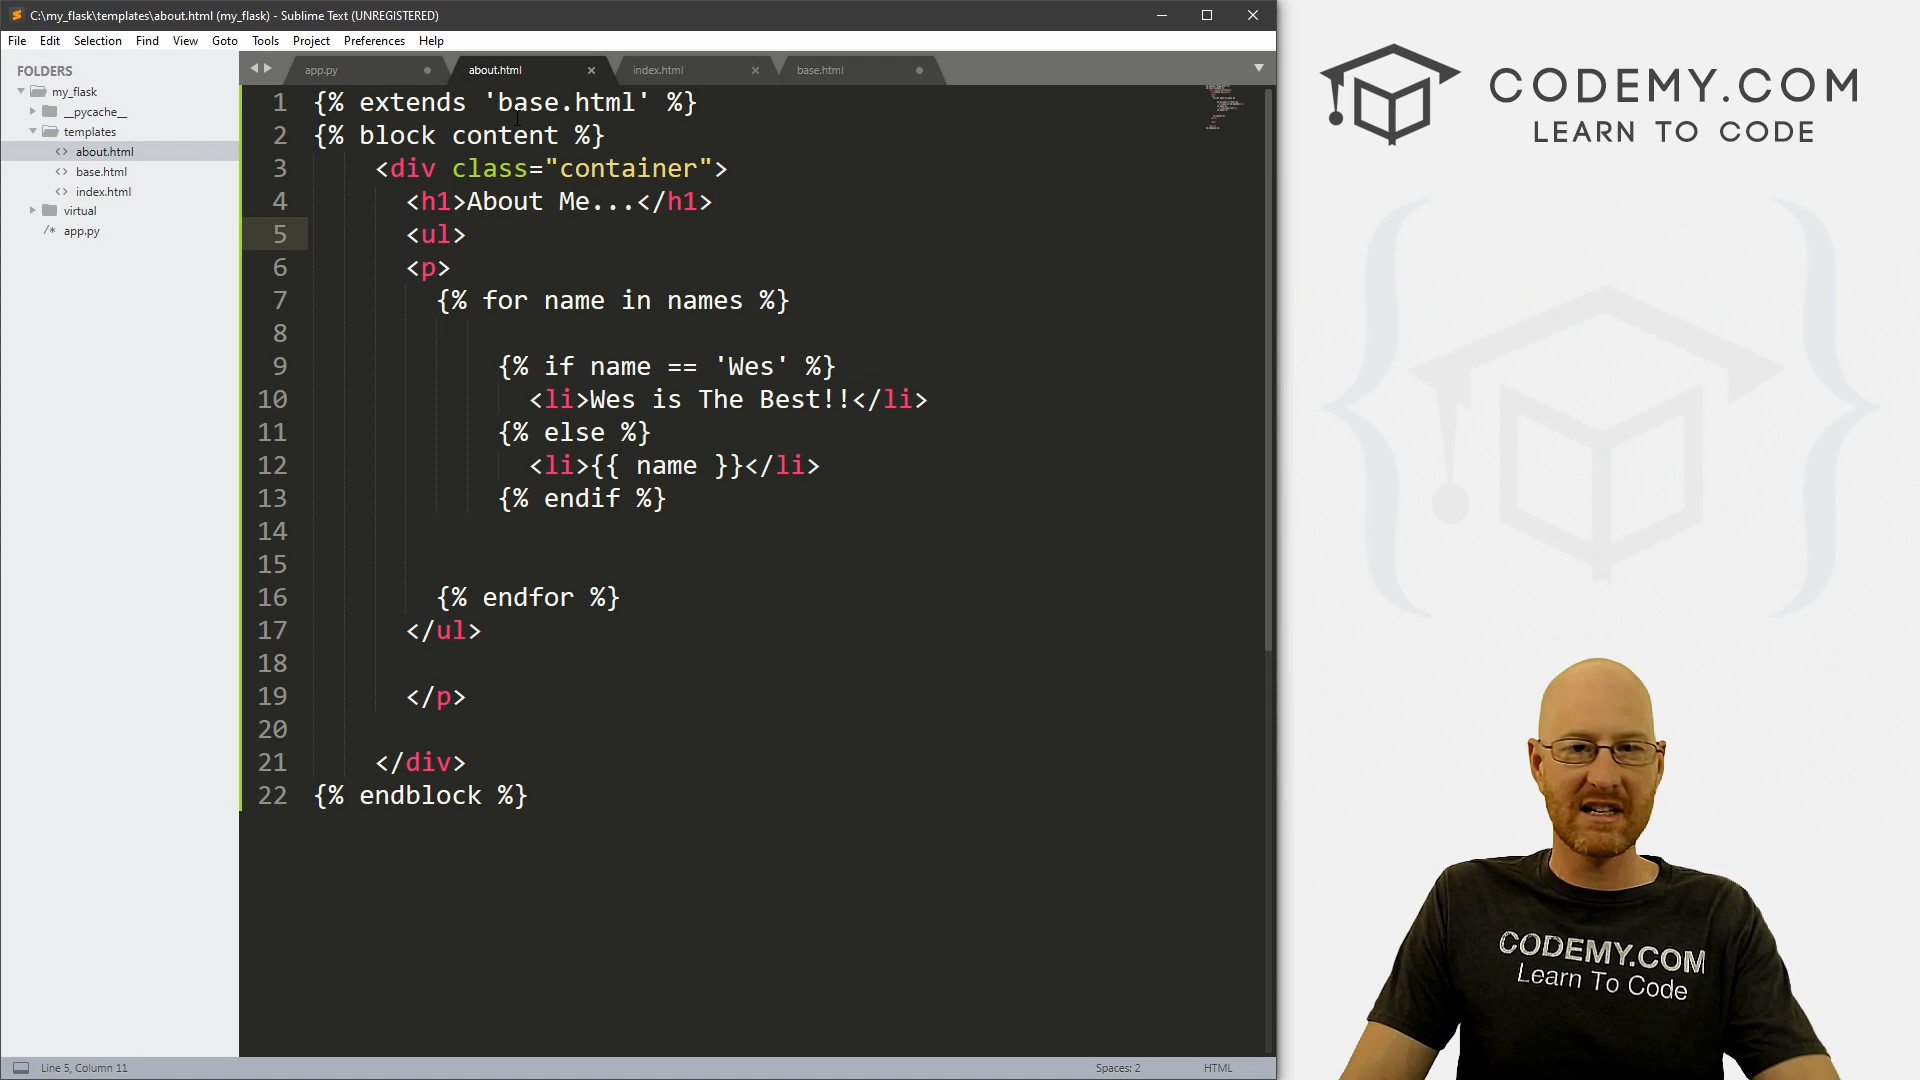 C:\my_flask\templates\about.html (my_flask) - Sublime Text (UNREGISTERED)
File Edit Selection Find View Goto Tools Project Preferences Help
FOLDERS
my_flask
__pycache__
templates
about.html
base.html
index.html
virtual
app.py
app.py about.html index.html base.html
1 {% extends 'base.html' %}
2 {% block content %}
3 <div class="container">
4 <h1>About Me...</h1>
5 <ul>
6 <p>
7 {% for name in names %}
8
9 {% if name == 'Wes' %}
10 <li>Wes is The Best!!</li>
11 {% else %}
12 <li>{{ name }}</li>
13 {% endif %}
14
15
16 {% endfor %}
17 </ul>
18
19 </p>
20
21 </div>
22 {% endblock %}
Line 5, Column 11
Spaces: 2
HTML
CODEMY.COM
LEARN TO CODE
CODEMY.COM
Learn To Code